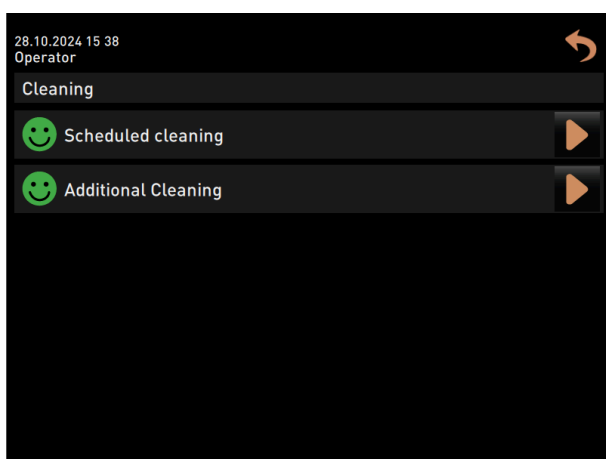 28.10.2024 15 38
Operator
Cleaning
Scheduled cleaning
Additional Cleaning